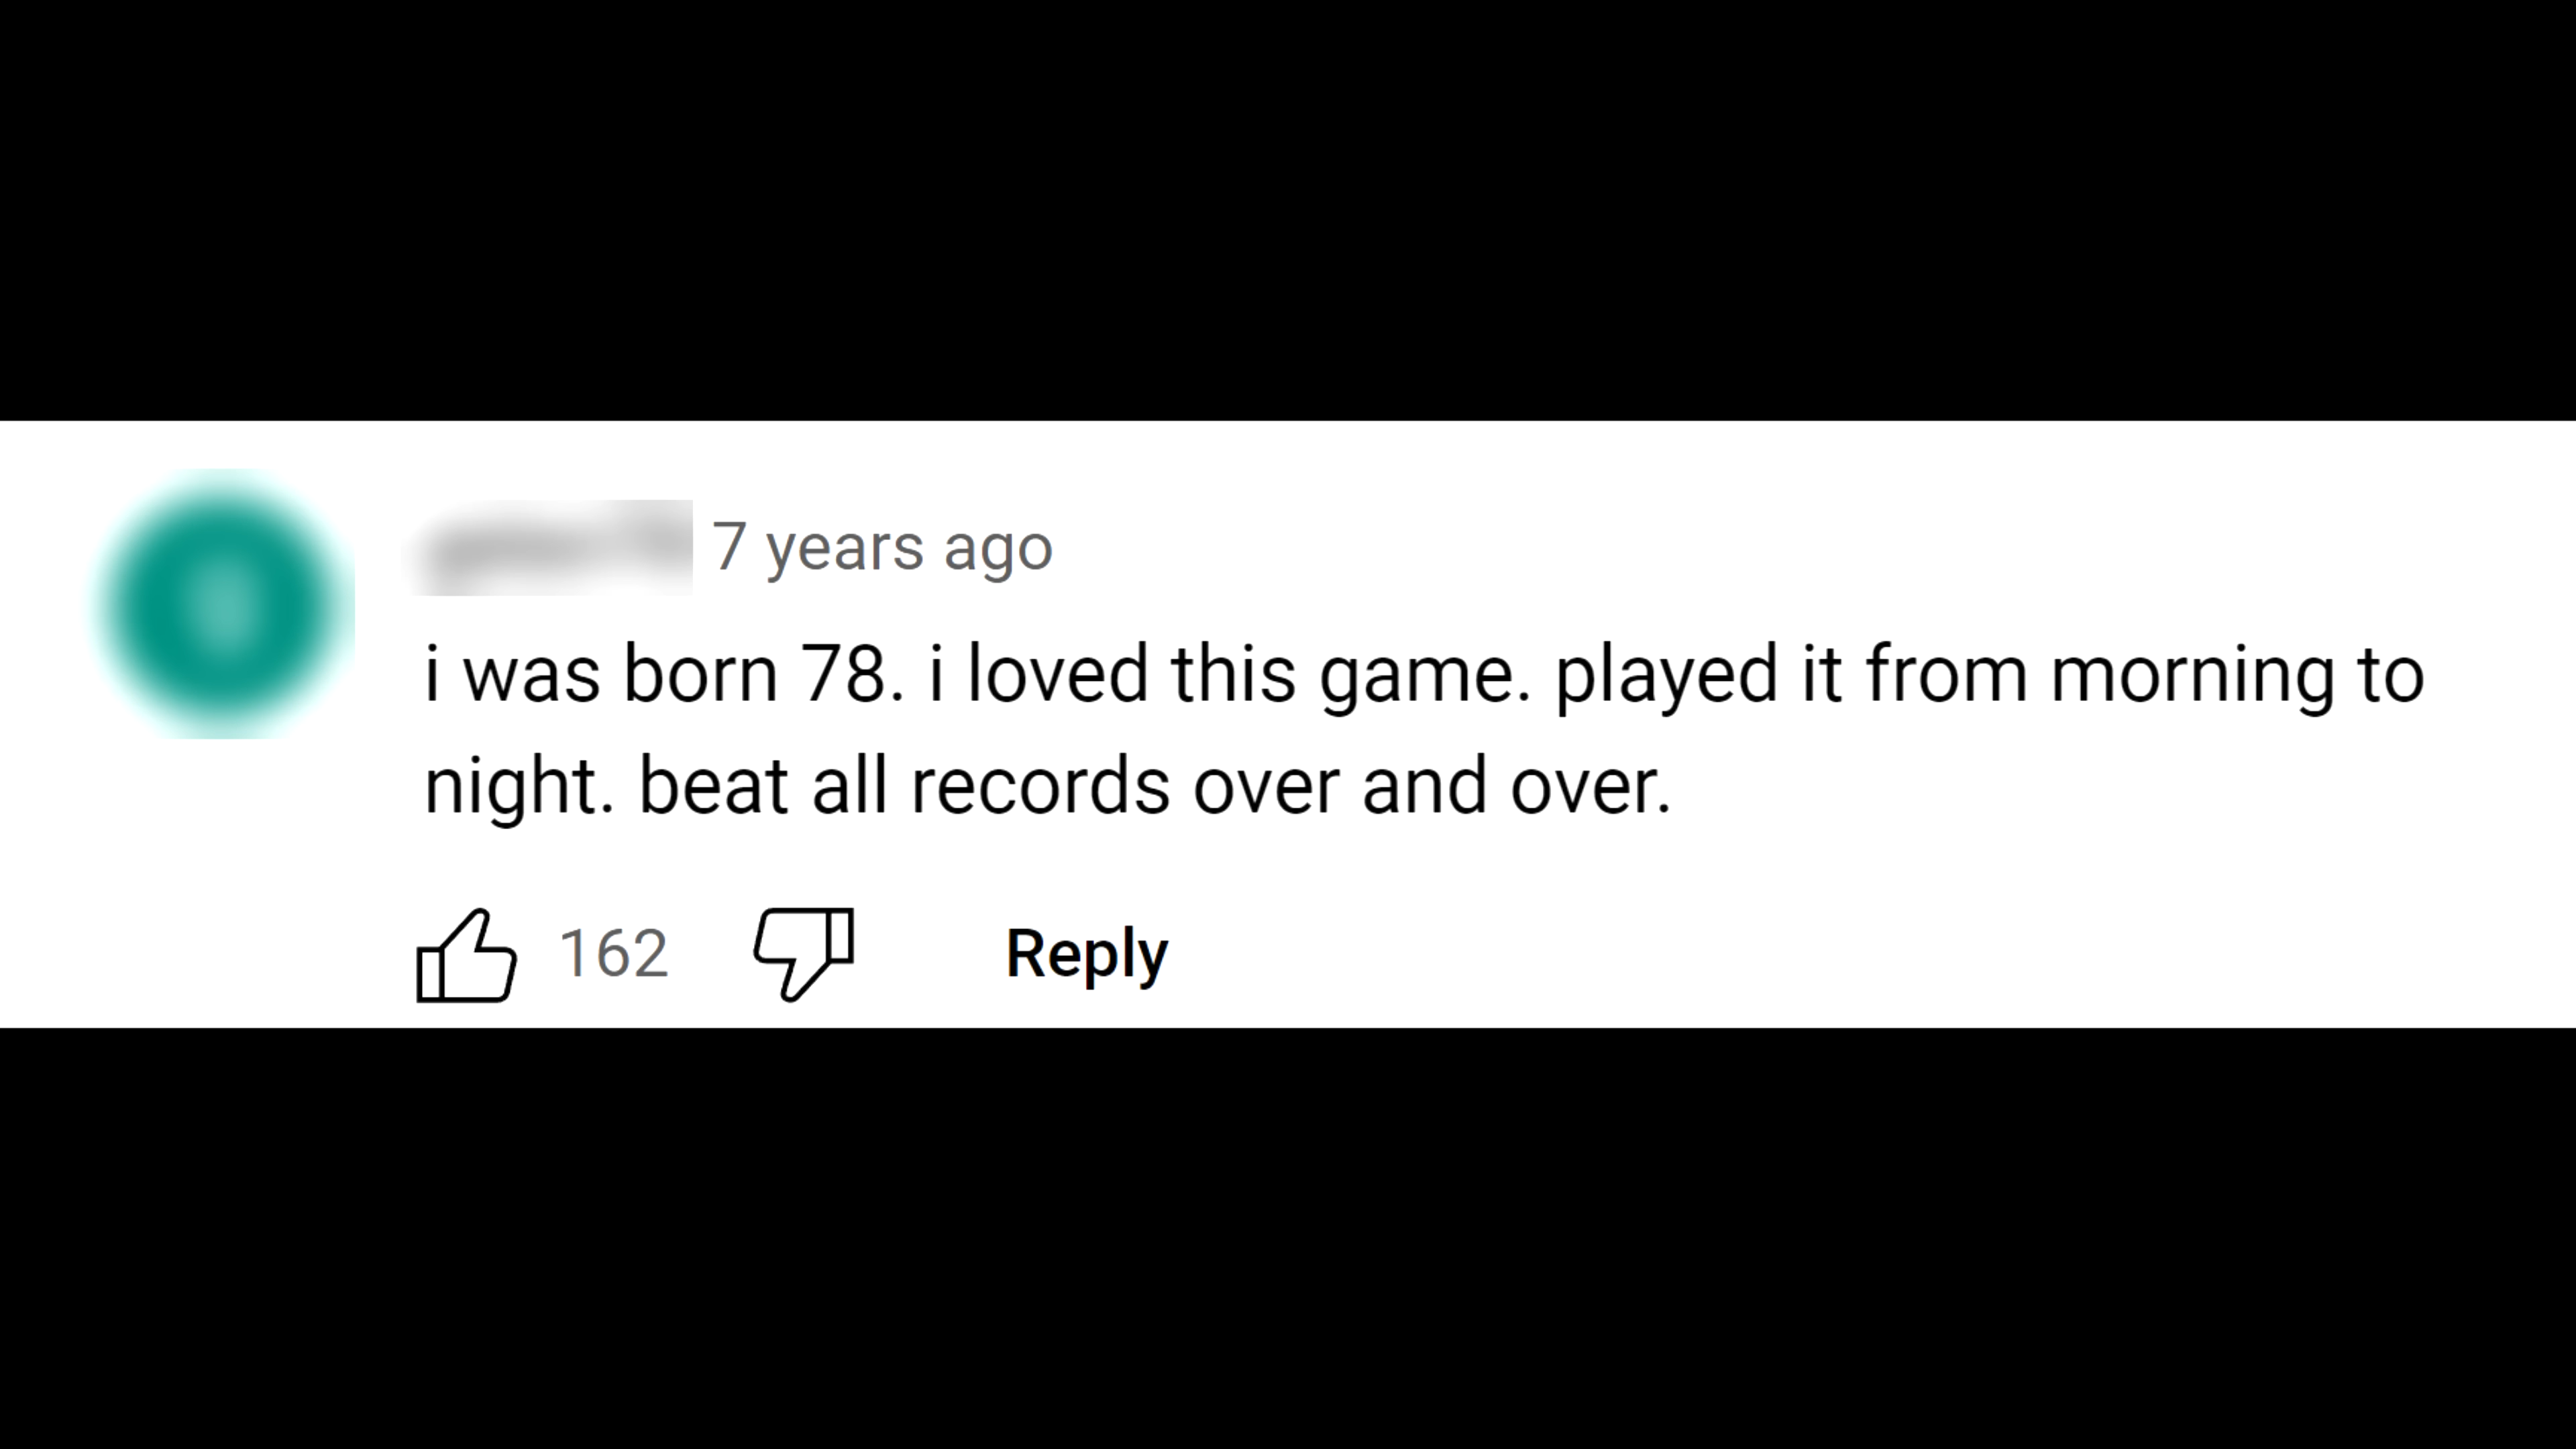 7 years ago
i was born 78. i loved this game. played it from morning to
night. beat all records over and over.
162 Reply